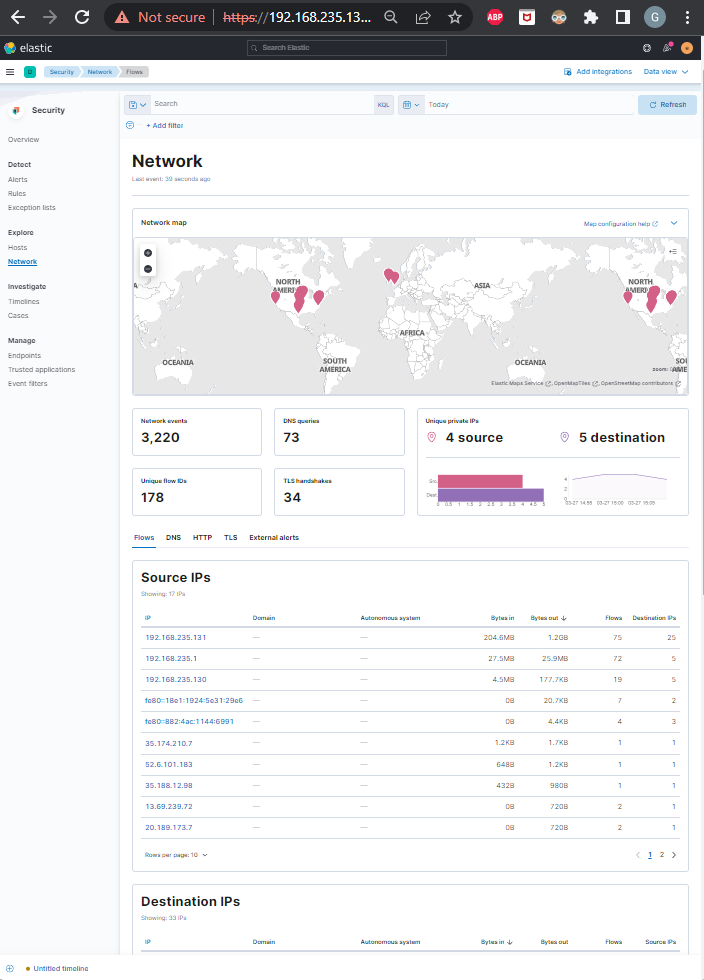 Not secure https://192.168.235.13... ABP G
elastic Search Elastic
D Security Network Flows Add integrations Data view
Security
Search KQL Today Refresh
+ Add filter
Overview
Detect
Alerts
Rules
Exception lists
Explore
Hosts
Network
Investigate
Timelines
Cases
Manage
Endpoints
Trusted applications
Event filters
Network
Last event: 39 seconds ago
Network map Map configuration help
NORTH AMERICA
ASIA
NORTH AMERICA
AFRICA
OCEANIA
SOUTH AMERICA
OCEANIA
Elastic Maps Service, OpenMapTiles, OpenStreetMap contributors
Network events
3,220
DNS queries
73
Unique private IPs
4 source 5 destination
Unique flow IDs
178
TLS handshakes
34
Src.
Dest.
0 0.5 1 1.5 2 2.5 3 3.5 4 4.5 5
4
2
0
03-27 14:55 03-27 15:00 03-27 15:05
Flows DNS HTTP TLS External alerts
Source IPs
Showing: 17 IPs
IP Domain Autonomous system Bytes in Bytes out Flows Destination IPs
192.168.235.131 — — 204.6MB 1.2GB 75 25
192.168.235.1 — — 27.5MB 25.9MB 72 5
192.168.235.130 — — 4.5MB 177.7KB 19 5
fe80::18e1:1924:5e31:29e6 — — 0B 20.7KB 7 2
fe80::882:4ac:1144:6991 — — 0B 4.4KB 4 3
35.174.210.7 — — 1.2KB 1.7KB 1 1
52.6.101.183 — — 648B 1.2KB 1 1
35.188.12.98 — — 432B 980B 1 1
13.69.239.72 — — 0B 720B 2 1
20.189.173.7 — — 0B 720B 2 1
Rows per page: 10 1 2
Destination IPs
Showing: 33 IPs
IP Domain Autonomous system Bytes in Bytes out Flows Source IPs
Untitled timeline